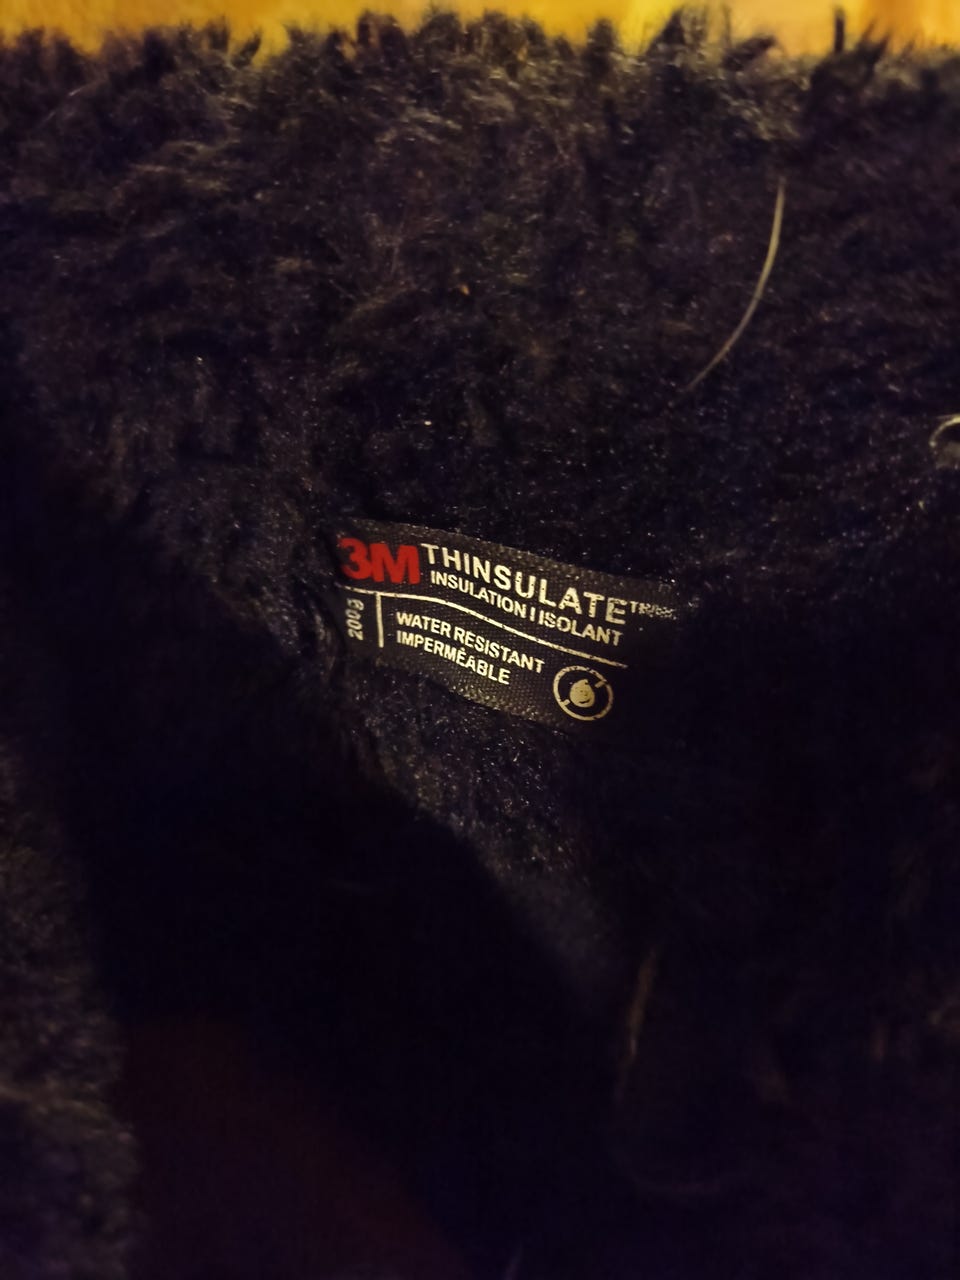 3M THINSULATE™
INSULATION | ISOLANT
200g
WATER RESISTANT
IMPERMÉABLE